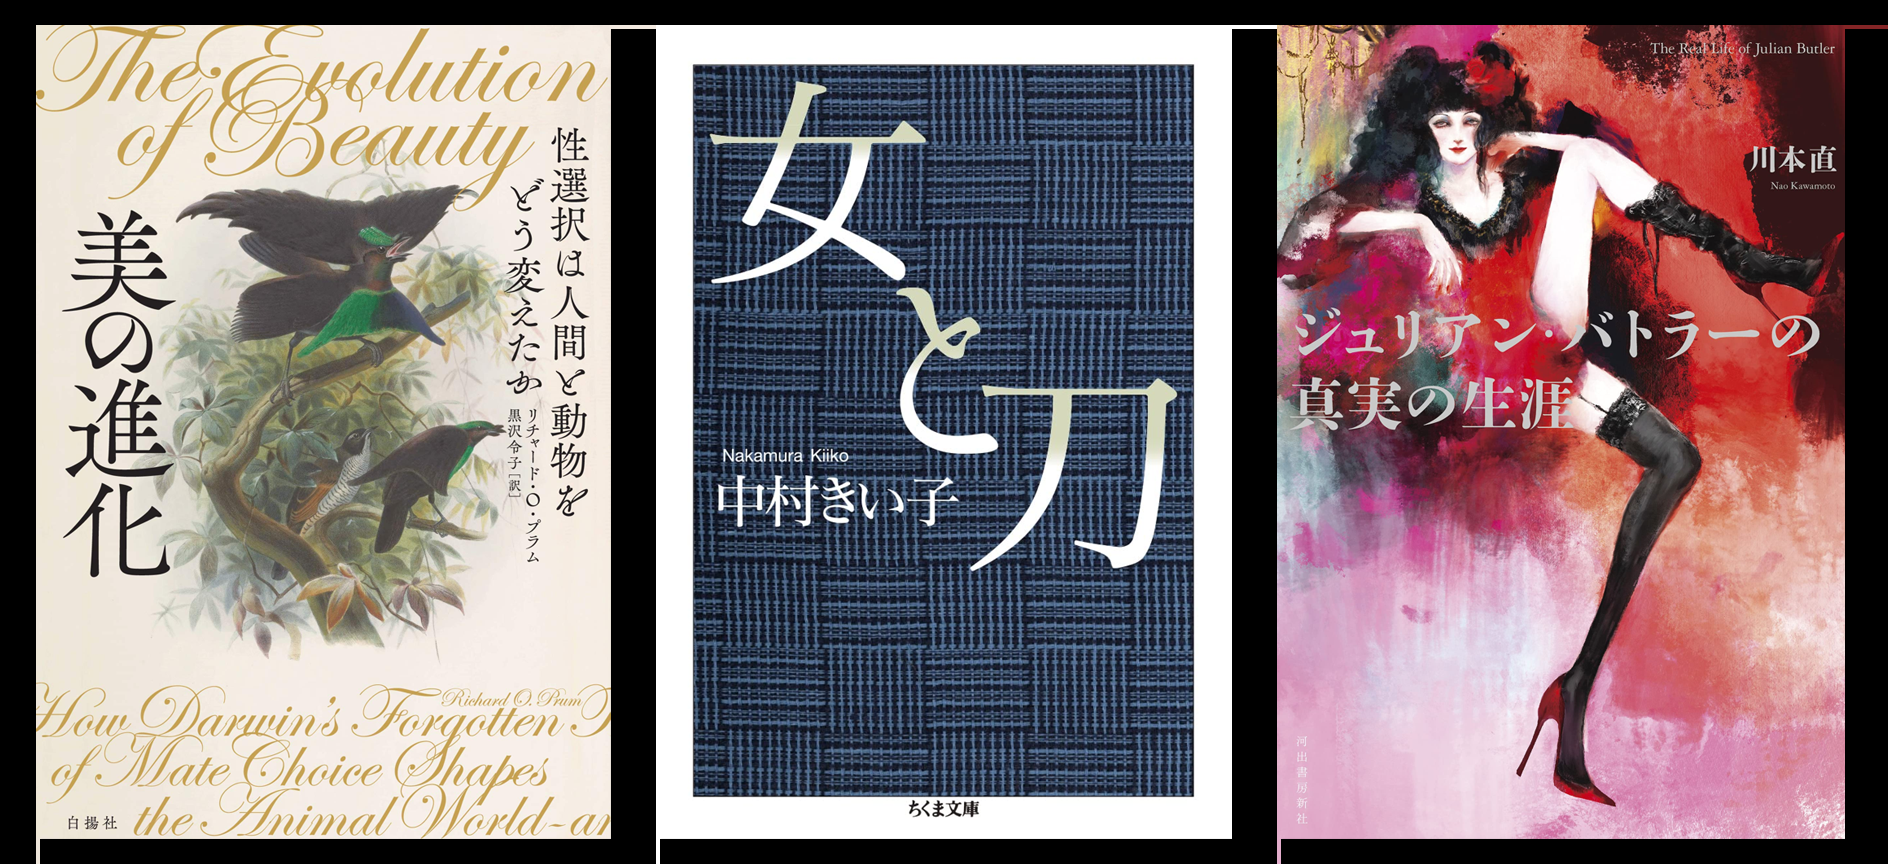 The Evolution
of Beauty
性選択は人間と動物を
どう変えたか
リチャード・O・プラム
黒沢令子[訳]
美の進化
Richard O. Prum
How Darwin's Forgotten T
of Mate Choice Shapes
the Animal World-an
白揚社
女と刀
Nakamura Kiiko
中村きい子
ちくま文庫
The Real Life of Julian Butler
川本直
Nao Kawamoto
ジュリアン・バトラーの
真実の生涯
河出書房新社